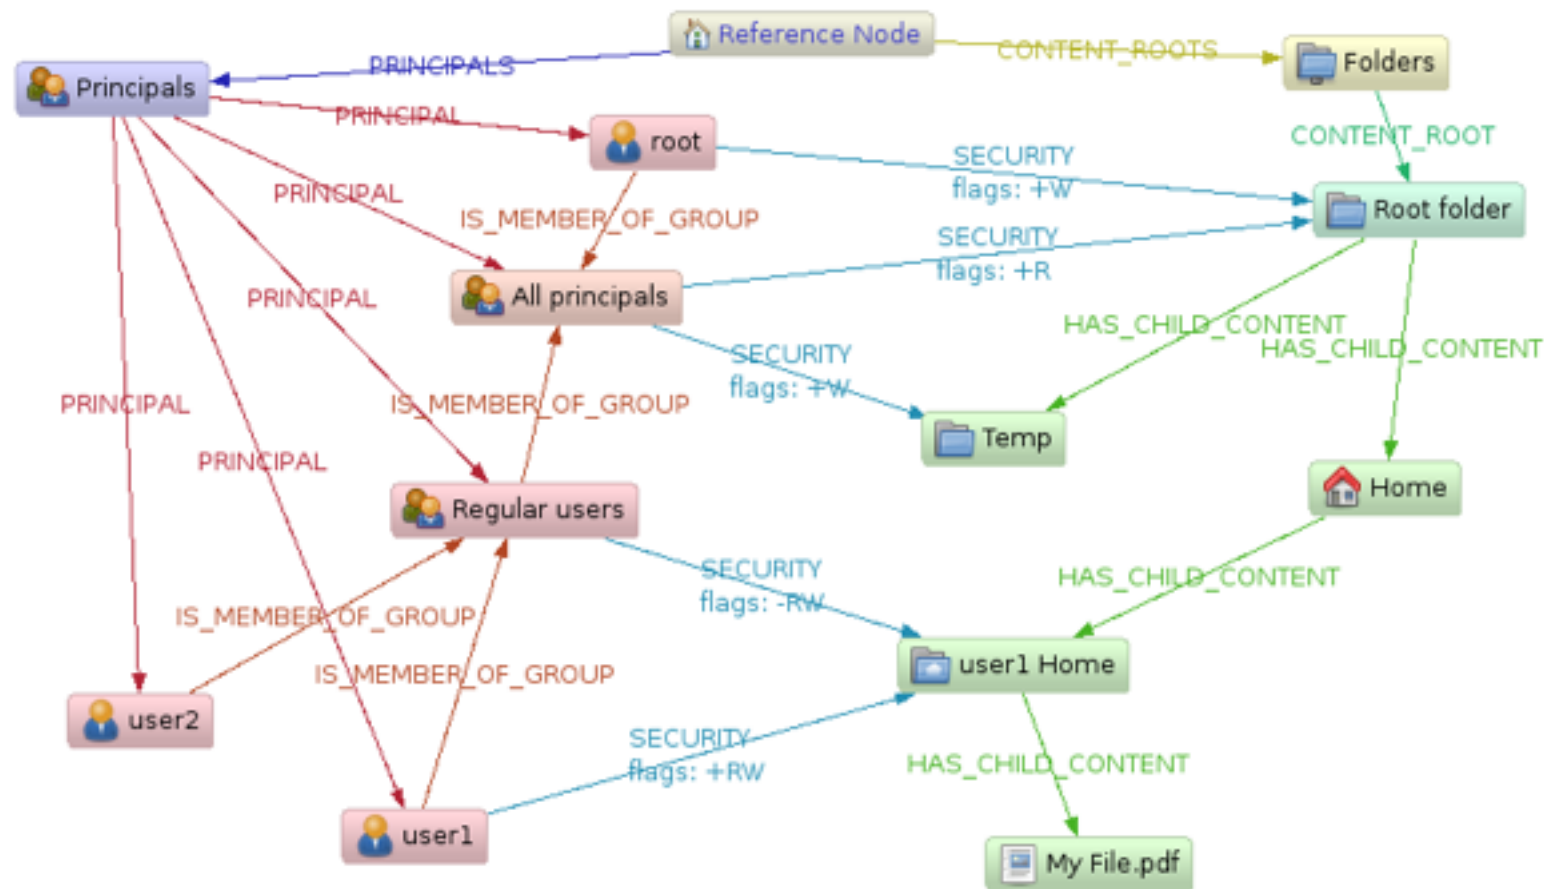 Reference Node
CONTENT_ROOTS
Folders
PRINCIPALS
Principals
PRINCIPAL
root
CONTENT_ROOT
SECURITY
flags: +W
PRINCIPAL
Root folder
IS_MEMBER_OF_GROUP
SECURITY
flags: +R
PRINCIPAL
All principals
HAS_CHILD_CONTENT
HAS_CHILD_CONTENT
SECURITY
flags: +W
PRINCIPAL
IS_MEMBER_OF_GROUP
Temp
PRINCIPAL
Home
Regular users
SECURITY
flags: -RW
HAS_CHILD_CONTENT
IS_MEMBER_OF_GROUP
user1 Home
IS_MEMBER_OF_GROUP
user2
SECURITY
flags: +RW
HAS_CHILD_CONTENT
user1
My File.pdf